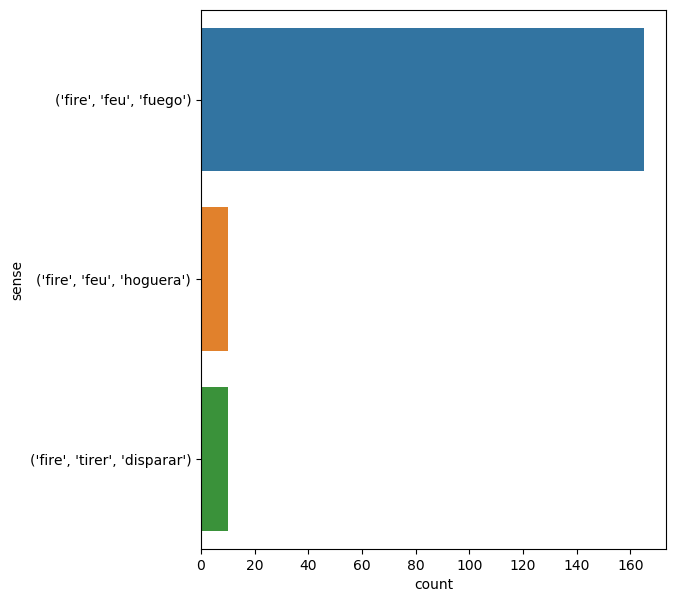 ('fire', 'feu', 'fuego')
('fire', 'feu', 'hoguera')
('fire', 'tirer', 'disparar')
sense
0 20 40 60 80 100 120 140 160
count